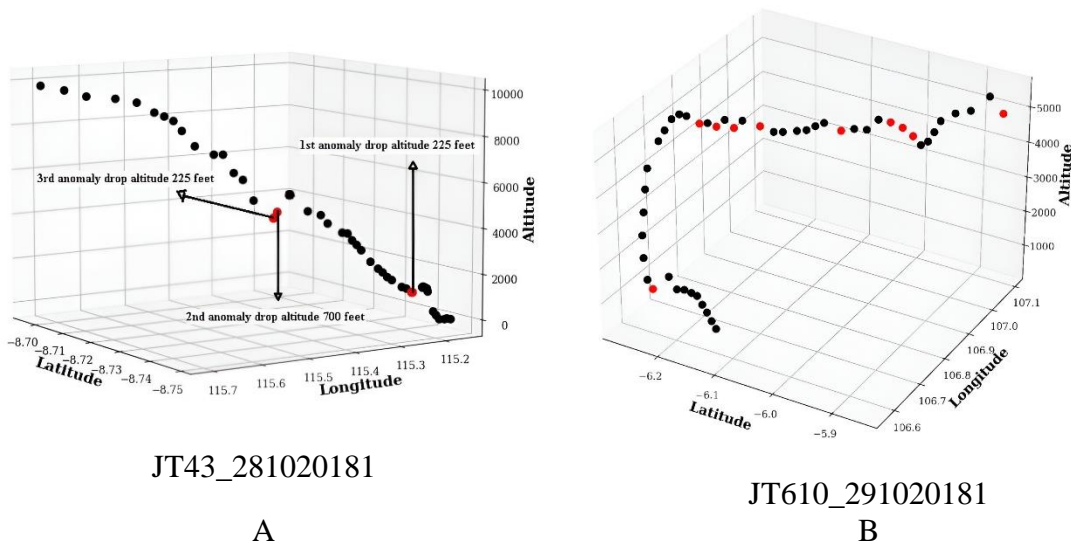 10000
8000
6000
4000
2000
0
Altitude
1st anomaly drop altitude 225 feet
3rd anomaly drop altitude 225 feet
2nd anomaly drop altitude 700 feet
−8.70
−8.71
−8.72
−8.73
−8.74
−8.75
Latitude
115.7
115.6
115.5
115.4
115.3
115.2
Longitude
JT43_281020181
A
5000
4000
3000
2000
1000
Altitude
−6.2
−6.1
−6.0
−5.9
Latitude
107.1
107.0
106.9
106.8
106.7
106.6
Longitude
JT610_291020181
B